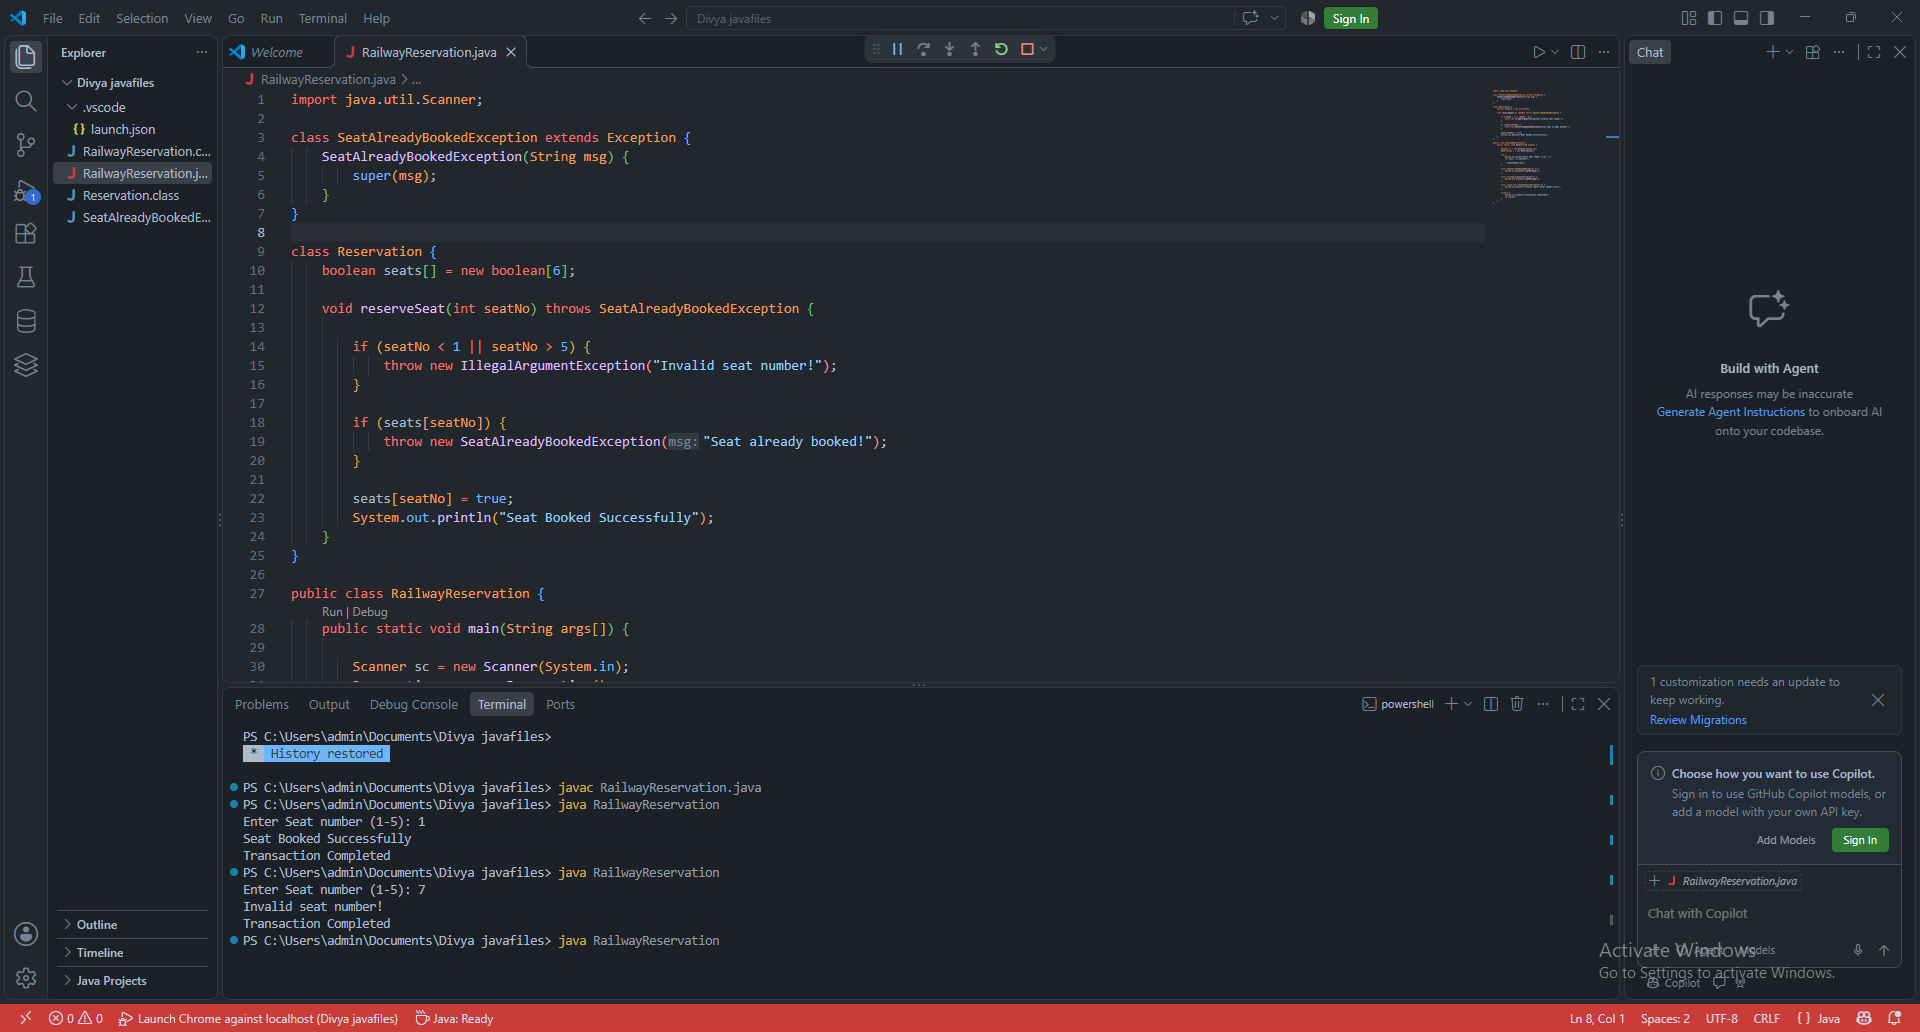 File Edit Selection View Go Run Terminal Help
Divya javafiles
Sign In
Explorer
Divya javafiles
.vscode
{} launch.json
J RailwayReservation.c...
J RailwayReservation.j...
J Reservation.class
J SeatAlreadyBookedE...
1
Outline
Timeline
Java Projects
Welcome
J RailwayReservation.java
J RailwayReservation.java > ...
1 import java.util.Scanner;
2
3 class SeatAlreadyBookedException extends Exception {
4 SeatAlreadyBookedException(String msg) {
5 super(msg);
6 }
7 }
8
9 class Reservation {
10 boolean seats[] = new boolean[6];
11
12 void reserveSeat(int seatNo) throws SeatAlreadyBookedException {
13
14 if (seatNo < 1 || seatNo > 5) {
15 throw new IllegalArgumentException("Invalid seat number!");
16 }
17
18 if (seats[seatNo]) {
19 throw new SeatAlreadyBookedException(msg: "Seat already booked!");
20 }
21
22 seats[seatNo] = true;
23 System.out.println("Seat Booked Successfully");
24 }
25 }
26
27 public class RailwayReservation {
Run | Debug
28 public static void main(String args[]) {
29
30 Scanner sc = new Scanner(System.in);
Problems Output Debug Console Terminal Ports
powershell
PS C:\Users\admin\Documents\Divya javafiles>
* History restored
PS C:\Users\admin\Documents\Divya javafiles> javac RailwayReservation.java
PS C:\Users\admin\Documents\Divya javafiles> java RailwayReservation
Enter Seat number (1-5): 1
Seat Booked Successfully
Transaction Completed
PS C:\Users\admin\Documents\Divya javafiles> java RailwayReservation
Enter Seat number (1-5): 7
Invalid seat number!
Transaction Completed
PS C:\Users\admin\Documents\Divya javafiles> java RailwayReservation
Chat
Build with Agent
AI responses may be inaccurate
Generate Agent Instructions to onboard AI
onto your codebase.
1 customization needs an update to
keep working.
Review Migrations
Choose how you want to use Copilot.
Sign in to use GitHub Copilot models, or
add a model with your own API key.
Add Models
Sign In
J RailwayReservation.java
Chat with Copilot
Activate Windows
Go to Settings to activate Windows.
Copilot
0 0
Launch Chrome against localhost (Divya javafiles)
Java: Ready
Ln 8, Col 1 Spaces: 2 UTF-8 CRLF {} Java